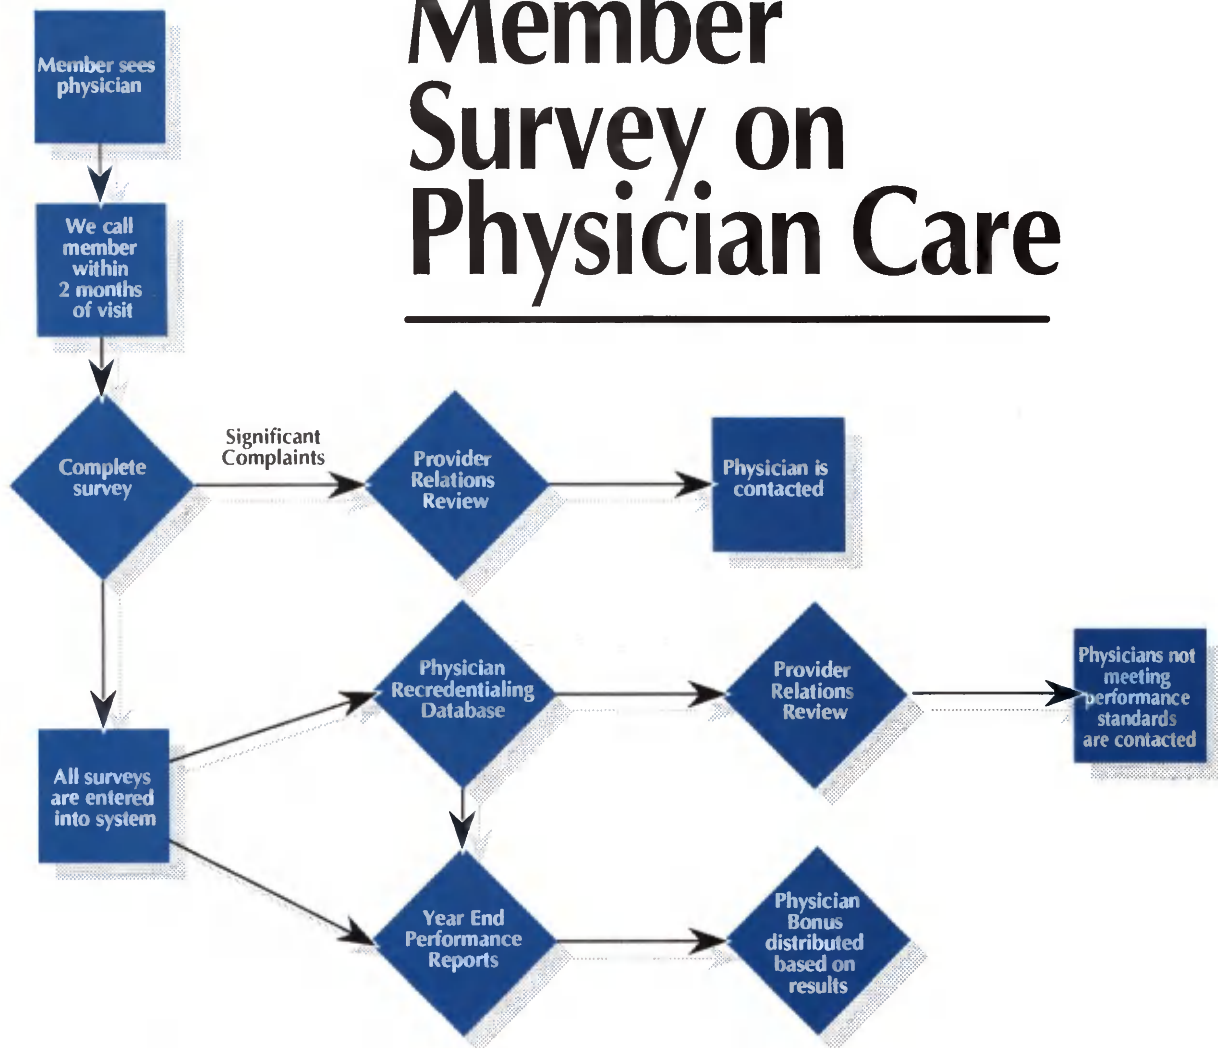 Member
Survey on
Physician Care
Member sees
physician
We call
member
within
2 months
of visit
Complete
survey
Significant
Complaints
Provider
Relations
Review
Physician is
contacted
Physician
Recredentialing
Database
Provider
Relations
Review
Physicians not
meeting
performance
standards
are contacted
All surveys
are entered
into system
Year End
Performance
Reports
Physician
Bonus
distributed
based on
results